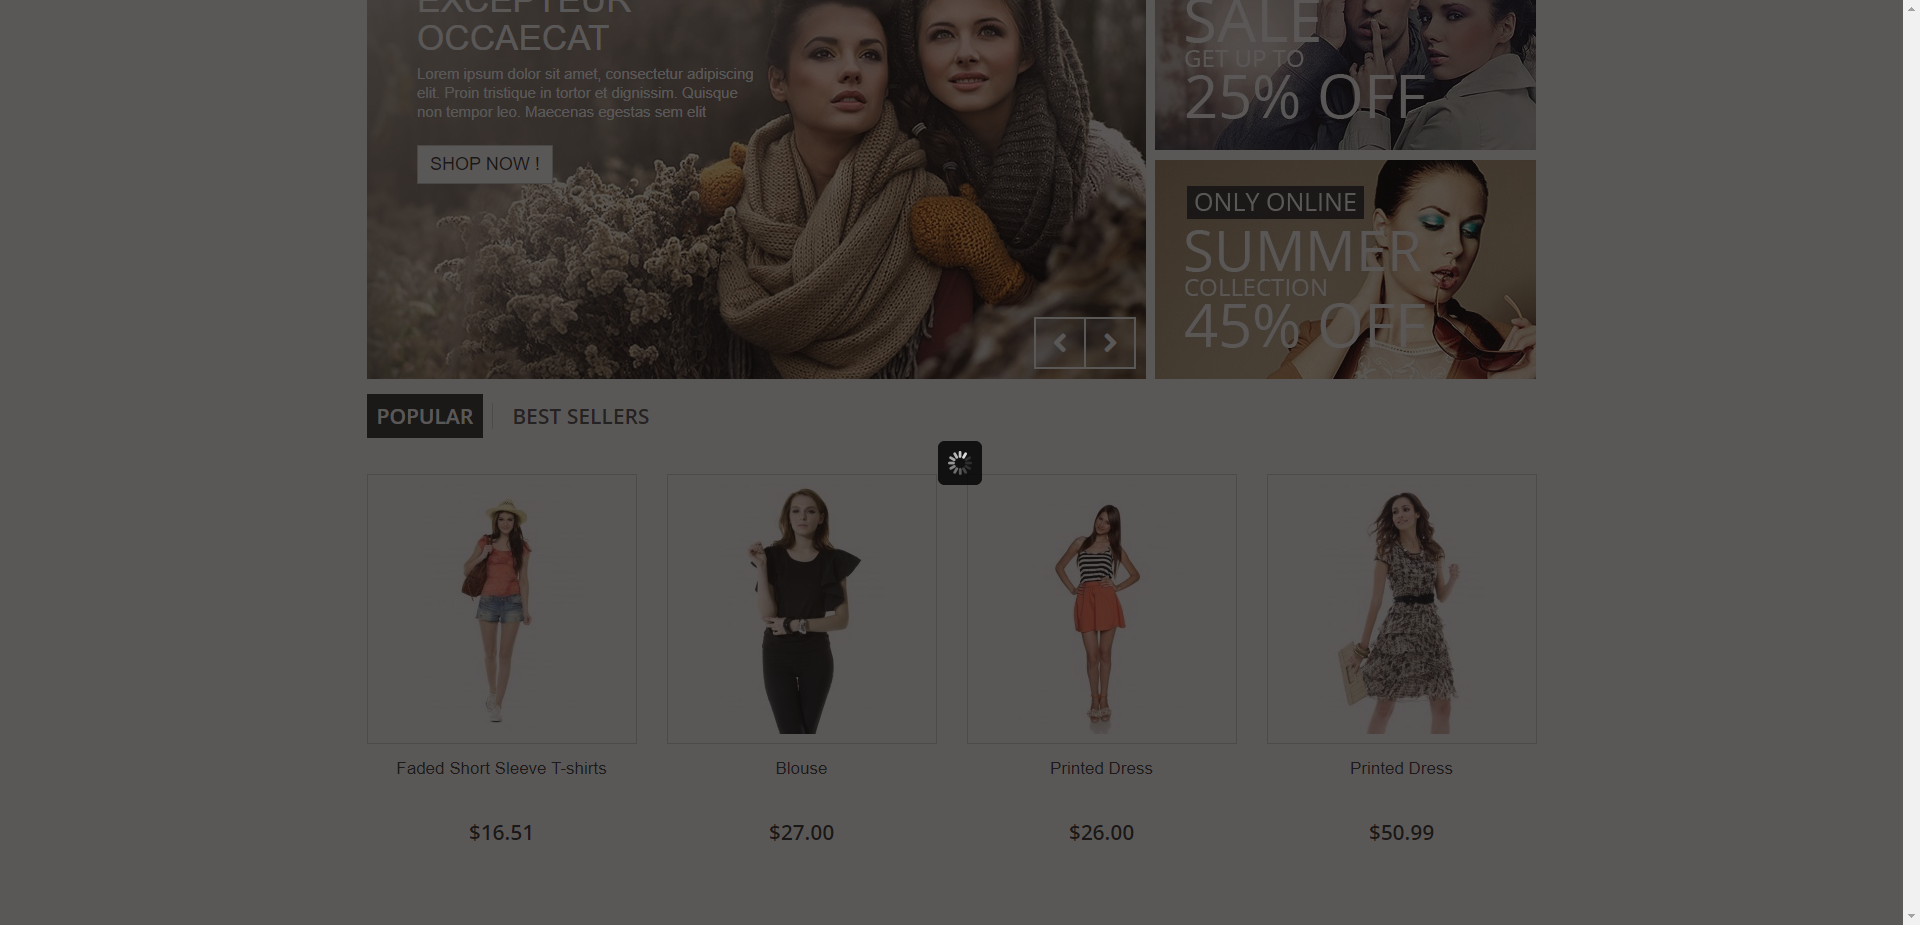 EXCEPTEUR
OCCAECAT
Lorem ipsum dolor sit amet, consectetur adipiscing
elit. Proin tristique in tortor et dignissim. Quisque
non tempor leo. Maecenas egestas sem elit
SHOP NOW !
SALE
GET UP TO
25% OFF
ONLY ONLINE
SUMMER
COLLECTION
45% OFF
POPULAR
BEST SELLERS
Faded Short Sleeve T-shirts
Blouse
Printed Dress
Printed Dress
$16.51
$27.00
$26.00
$50.99